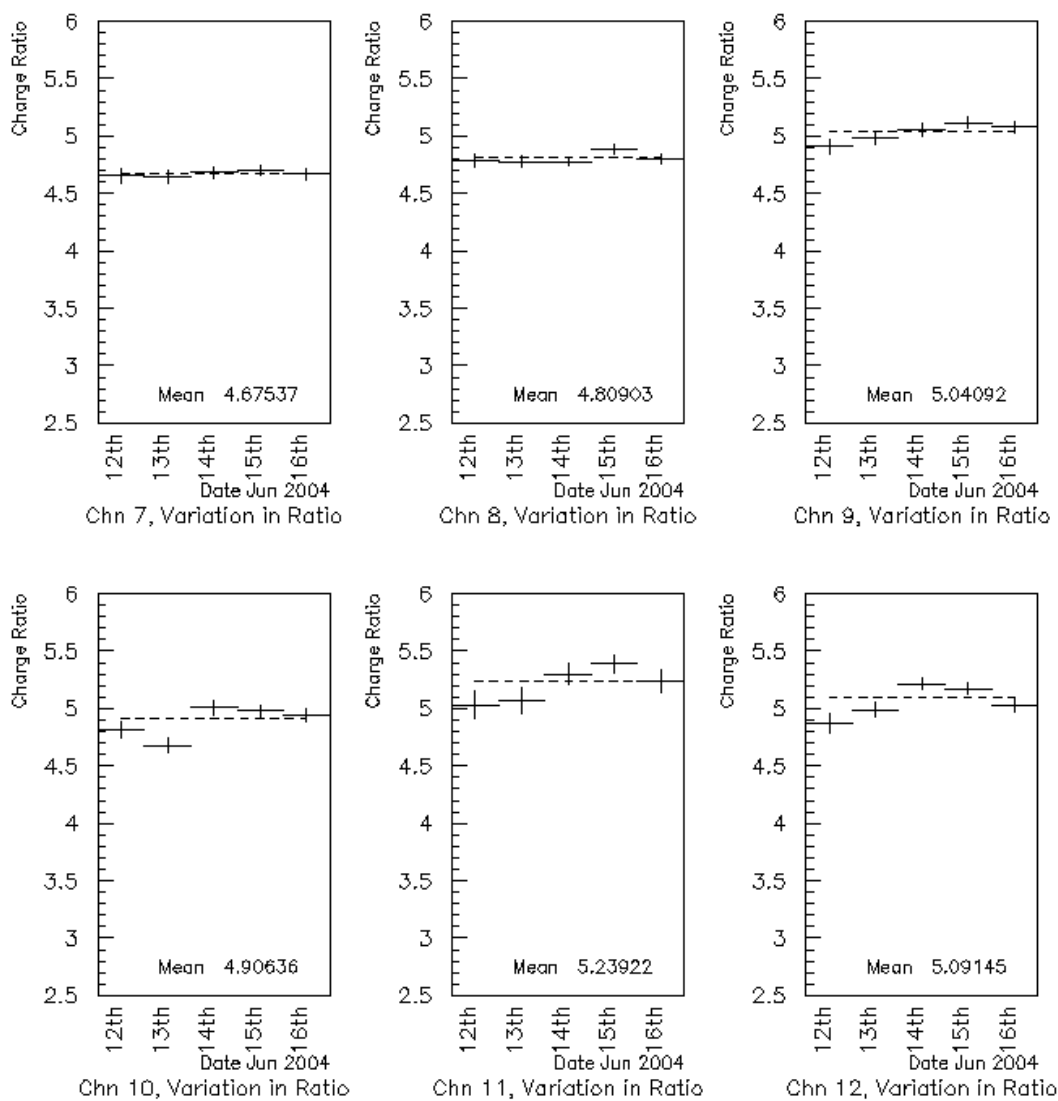 Charge Ratio
6
5.5
5
4.5
4
3.5
3
2.5
Mean 4.67537
12th 13th 14th 15th 16th
Date Jun 2004
Chn 7, Variation in Ratio
Charge Ratio
6
5.5
5
4.5
4
3.5
3
2.5
Mean 4.80903
12th 13th 14th 15th 16th
Date Jun 2004
Chn 8, Variation in Ratio
Charge Ratio
6
5.5
5
4.5
4
3.5
3
2.5
Mean 5.04092
12th 13th 14th 15th 16th
Date Jun 2004
Chn 9, Variation in Ratio
Charge Ratio
6
5.5
5
4.5
4
3.5
3
2.5
Mean 4.90636
12th 13th 14th 15th 16th
Date Jun 2004
Chn 10, Variation in Ratio
Charge Ratio
6
5.5
5
4.5
4
3.5
3
2.5
Mean 5.23922
12th 13th 14th 15th 16th
Date Jun 2004
Chn 11, Variation in Ratio
Charge Ratio
6
5.5
5
4.5
4
3.5
3
2.5
Mean 5.09145
12th 13th 14th 15th 16th
Date Jun 2004
Chn 12, Variation in Ratio